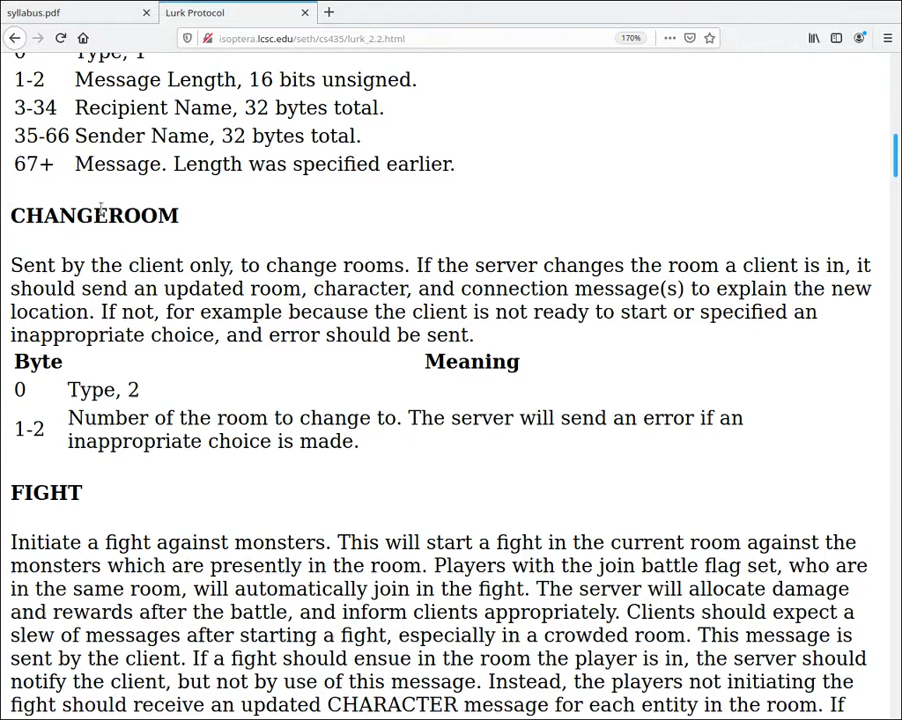 syllabus.pdf
Lurk Protocol
isoptera.lcsc.edu/seth/cs435/lurk_2.2.html
170%
0 Type, 1
1-2 Message Length, 16 bits unsigned.
3-34 Recipient Name, 32 bytes total.
35-66 Sender Name, 32 bytes total.
67+ Message. Length was specified earlier.
CHANGEROOM
Sent by the client only, to change rooms. If the server changes the room a client is in, it
should send an updated room, character, and connection message(s) to explain the new
location. If not, for example because the client is not ready to start or specified an
inappropriate choice, and error should be sent.
Byte Meaning
0 Type, 2
1-2 Number of the room to change to. The server will send an error if an
inappropriate choice is made.
FIGHT
Initiate a fight against monsters. This will start a fight in the current room against the
monsters which are presently in the room. Players with the join battle flag set, who are
in the same room, will automatically join in the fight. The server will allocate damage
and rewards after the battle, and inform clients appropriately. Clients should expect a
slew of messages after starting a fight, especially in a crowded room. This message is
sent by the client. If a fight should ensue in the room the player is in, the server should
notify the client, but not by use of this message. Instead, the players not initiating the
fight should receive an updated CHARACTER message for each entity in the room. If